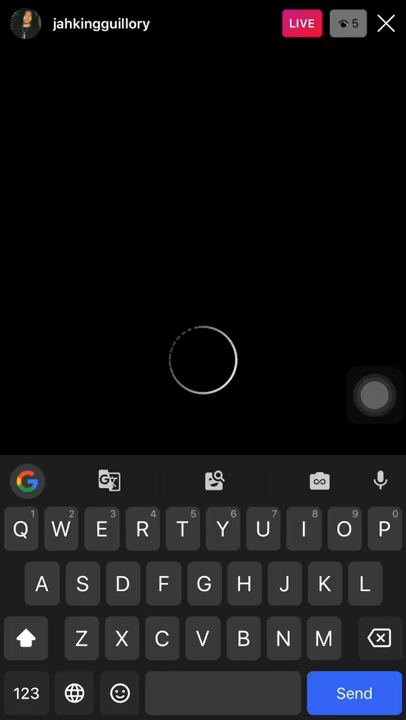 jahkingguillory
LIVE 5
1 2 3 4 5 6 7 8 9 0
Q W E R T Y U I O P
A S D F G H J K L
Z X C V B N M
123 Send